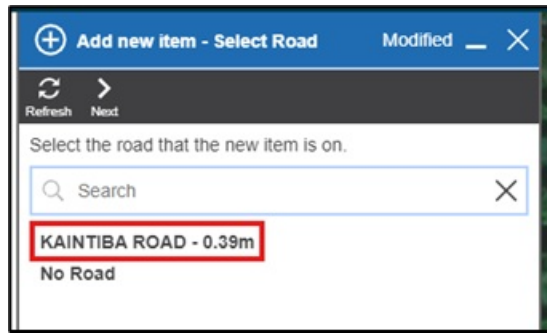 Add new item - Select Road Modified
Refresh Next
Select the road that the new item is on.
Search
KAINTIBA ROAD - 0.39m
No Road